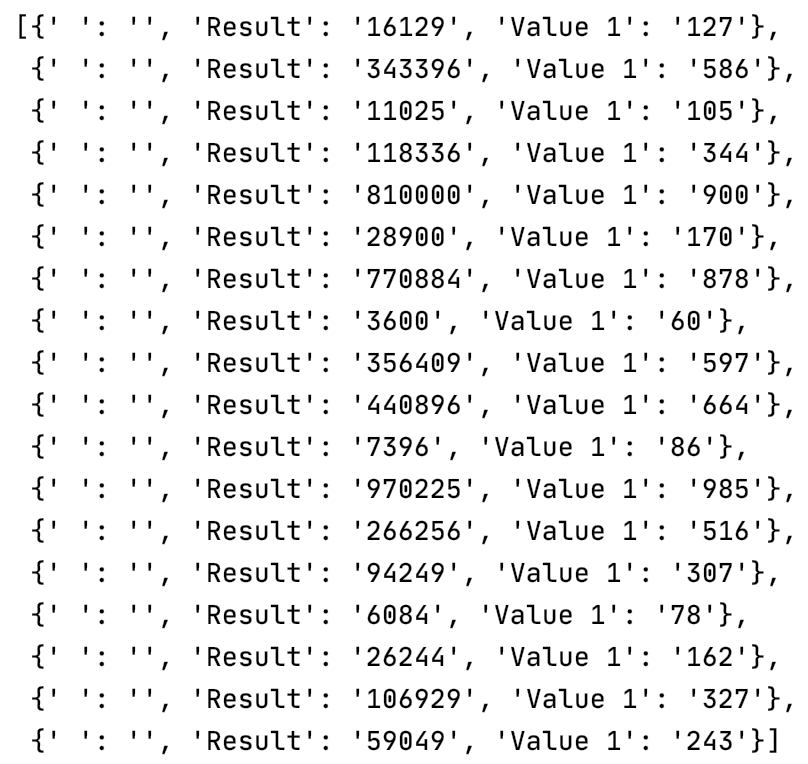 [{' ': '', 'Result': '16129', 'Value 1': '127'},
{' ': '', 'Result': '343396', 'Value 1': '586'},
{' ': '', 'Result': '11025', 'Value 1': '105'},
{' ': '', 'Result': '118336', 'Value 1': '344'},
{' ': '', 'Result': '810000', 'Value 1': '900'},
{' ': '', 'Result': '28900', 'Value 1': '170'},
{' ': '', 'Result': '770884', 'Value 1': '878'},
{' ': '', 'Result': '3600', 'Value 1': '60'},
{' ': '', 'Result': '356409', 'Value 1': '597'},
{' ': '', 'Result': '440896', 'Value 1': '664'},
{' ': '', 'Result': '7396', 'Value 1': '86'},
{' ': '', 'Result': '970225', 'Value 1': '985'},
{' ': '', 'Result': '266256', 'Value 1': '516'},
{' ': '', 'Result': '94249', 'Value 1': '307'},
{' ': '', 'Result': '6084', 'Value 1': '78'},
{' ': '', 'Result': '26244', 'Value 1': '162'},
{' ': '', 'Result': '106929', 'Value 1': '327'},
{' ': '', 'Result': '59049', 'Value 1': '243'}]